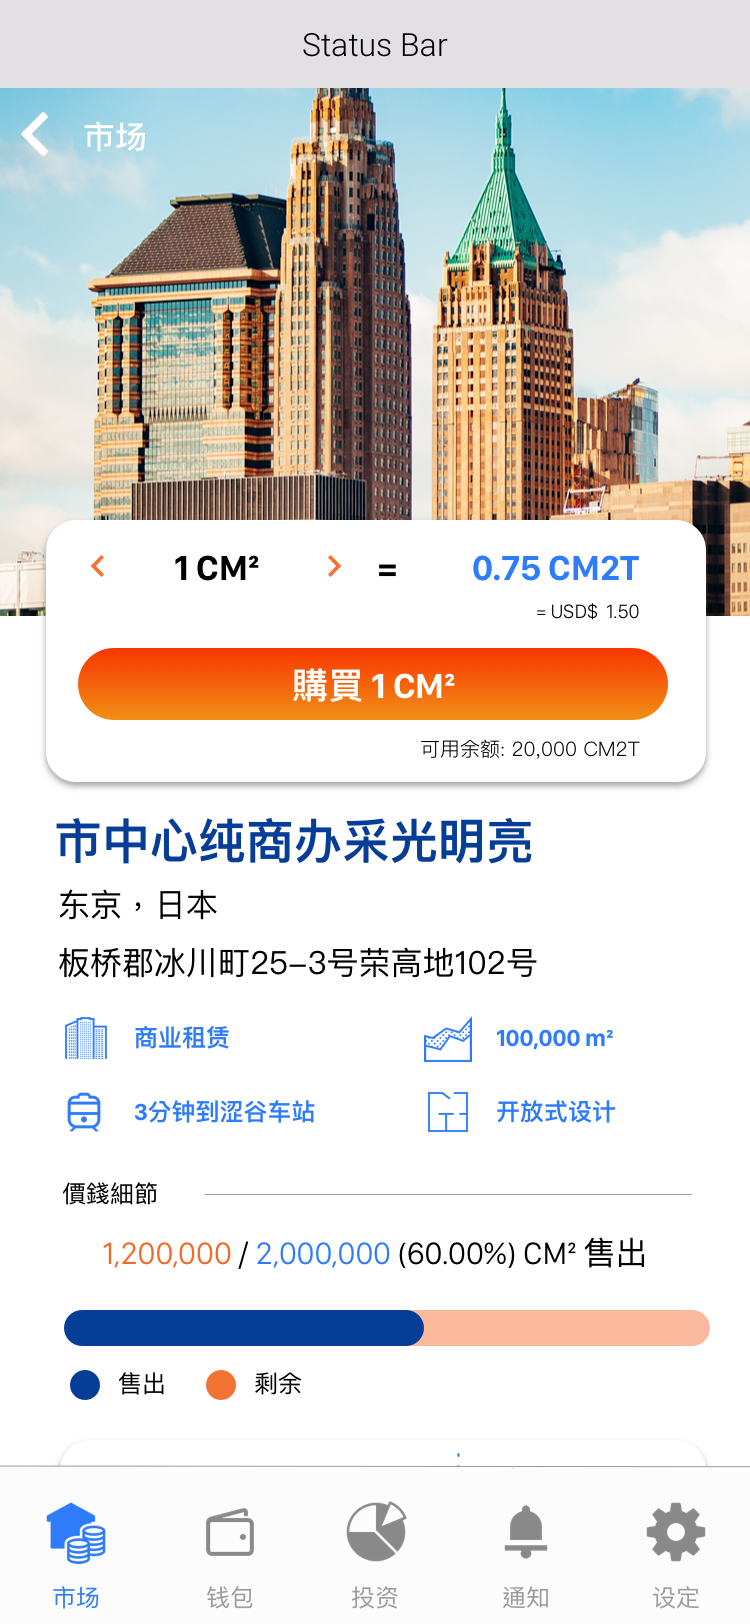 Status Bar
市场
1 CM² = 0.75 CM2T
= USD$ 1.50
購買 1 CM²
可用余额: 20,000 CM2T
市中心纯商办采光明亮
东京，日本
板桥郡冰川町25-3号荣高地102号
商业租赁
100,000 m²
3分钟到涩谷车站
开放式设计
價錢細節
1,200,000 / 2,000,000 (60.00%) CM² 售出
售出
剩余
市场
钱包
投资
通知
设定